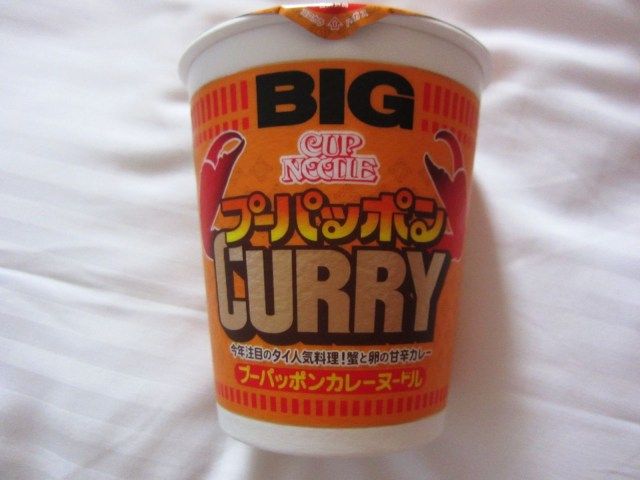 BIG
CUP
NOODLE
プーパッポン
CURRY
今年注目のタイ人気料理!蟹と卵の甘辛カレー
プーパッポンカレーヌードル